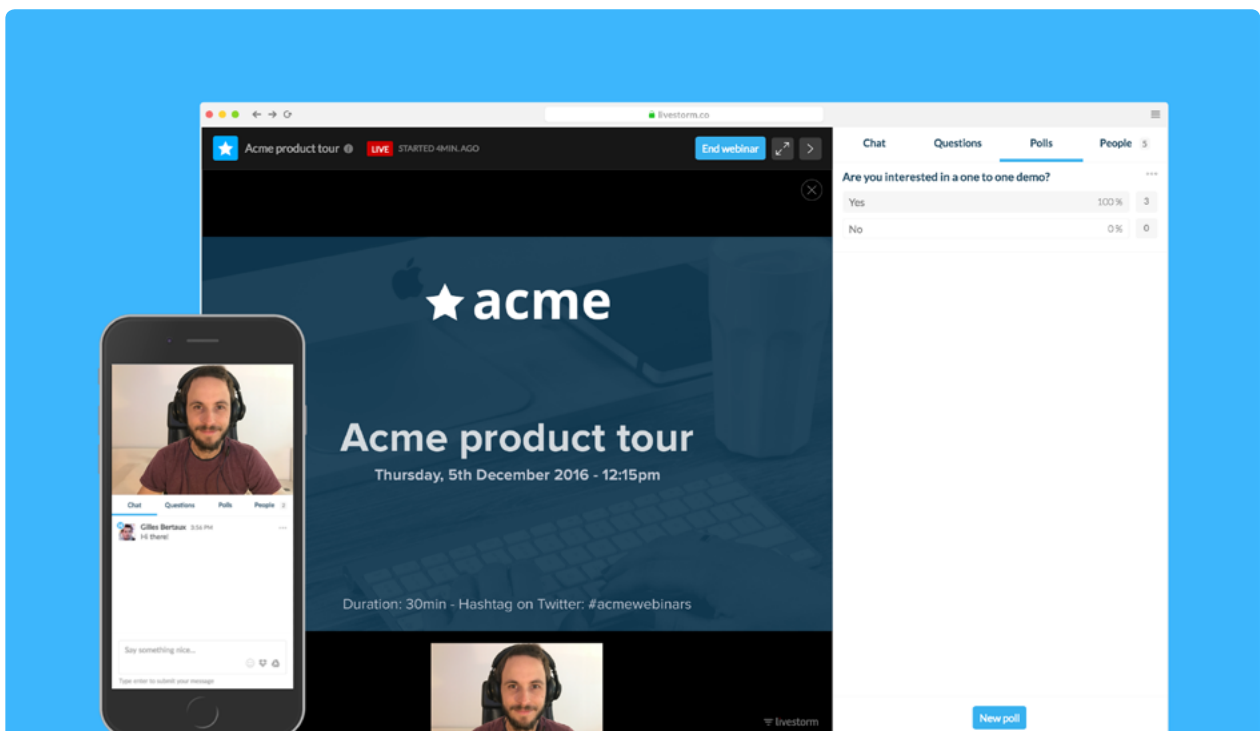 livestorm.co
Acme product tour
LIVE STARTED 4MIN. AGO
End webinar
acme
Acme product tour
Thursday, 5th December 2016 - 12:15pm
Duration: 30min - Hashtag on Twitter: #acmewebinars
livestorm
Chat Questions Polls People 5
Are you interested in a one to one demo?
Yes 100% 3
No 0% 0
New poll
Chat Questions Polls People 2
Gilles Bertaux 3:56 PM
Hi there!
Say something nice...
Type enter to submit your message